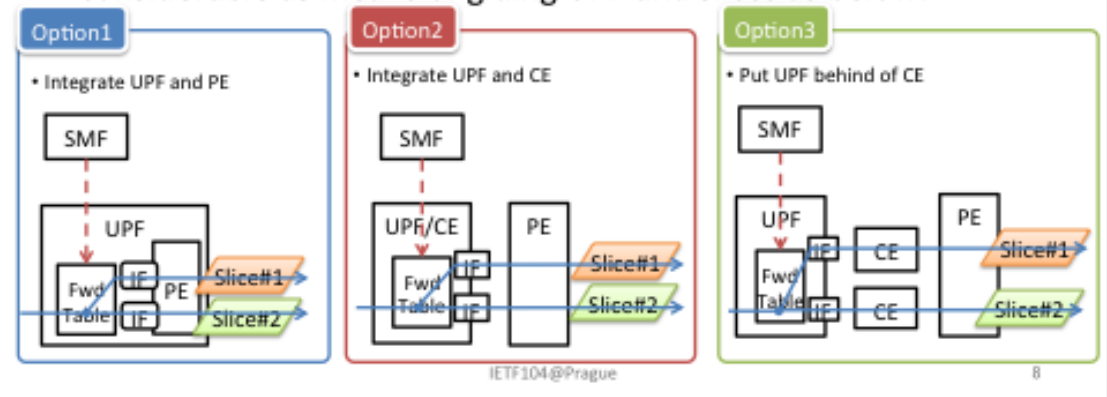 Option1
• Integrate UPF and PE
SMF
UPF
Fwd
Table
IF
IF
PE
Slice#1
Slice#2
Option2
• Integrate UPF and CE
SMF
UPF/CE
Fwd
Table
IF
IF
PE
Slice#1
Slice#2
Option3
• Put UPF behind of CE
SMF
UPF
Fwd
Table
IF
IF
CE
CE
PE
Slice#1
Slice#2
IETF104@Prague
8